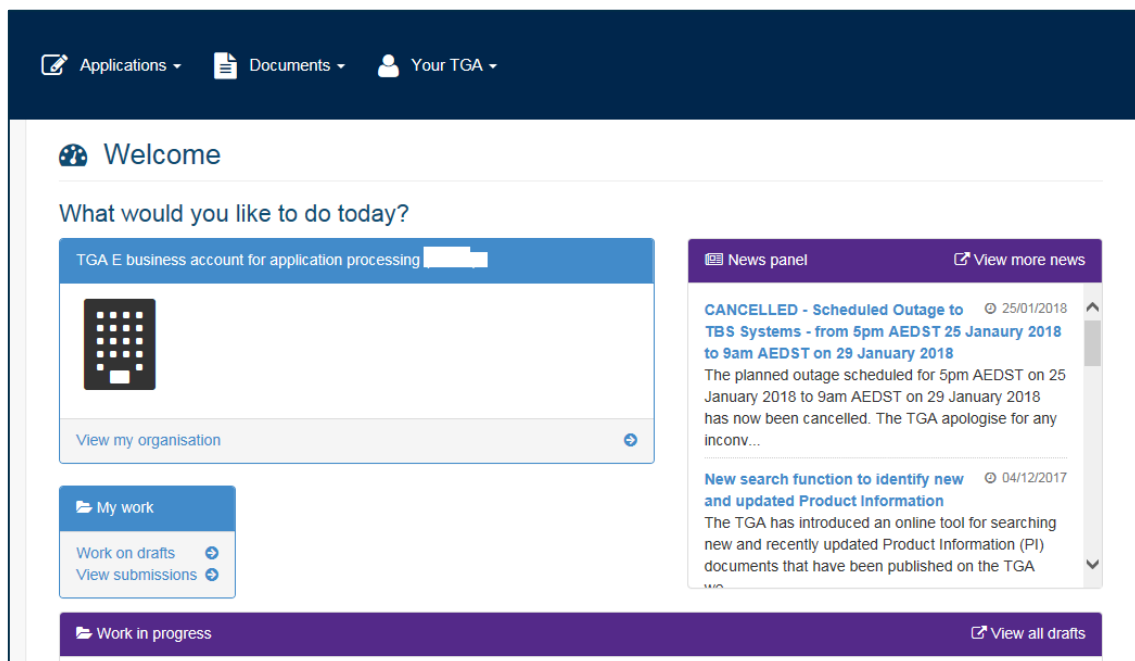 Applications
Documents
Your TGA
Welcome
What would you like to do today?
TGA E business account for application processing
View my organisation
My work
Work on drafts
View submissions
News panel
View more news
CANCELLED - Scheduled Outage to
25/01/2018
TBS Systems - from 5pm AEDST 25 Janaury 2018
to 9am AEDST on 29 January 2018
The planned outage scheduled for 5pm AEDST on 25
January 2018 to 9am AEDST on 29 January 2018
has now been cancelled. The TGA apologise for any
inconv...
New search function to identify new
04/12/2017
and updated Product Information
The TGA has introduced an online tool for searching
new and recently updated Product Information (PI)
documents that have been published on the TGA
Work in progress
View all drafts